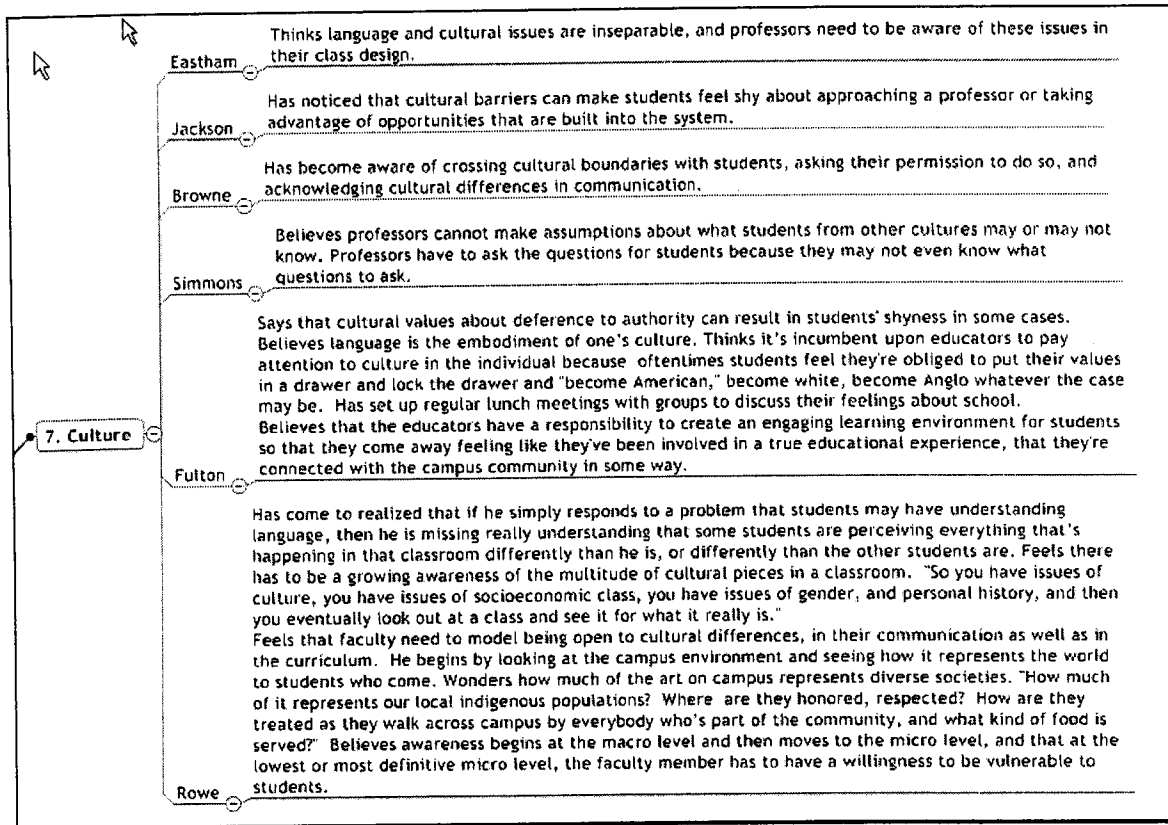 7. Culture
Eastham
Thinks language and cultural issues are inseparable, and professors need to be aware of these issues in
their class design.
Jackson
Has noticed that cultural barriers can make students feel shy about approaching a professor or taking
advantage of opportunities that are built into the system.
Browne
Has become aware of crossing cultural boundaries with students, asking their permission to do so, and
acknowledging cultural differences in communication.
Simmons
Believes professors cannot make assumptions about what students from other cultures may or may not
know. Professors have to ask the questions for students because they may not even know what
questions to ask.
Fulton
Says that cultural values about deference to authority can result in students' shyness in some cases.
Believes language is the embodiment of one's culture. Thinks it's incumbent upon educators to pay
attention to culture in the individual because oftentimes students feel they're obliged to put their values
in a drawer and lock the drawer and "become American," become white, become Anglo whatever the case
may be. Has set up regular lunch meetings with groups to discuss their feelings about school.
Believes that the educators have a responsibility to create an engaging learning environment for students
so that they come away feeling like they've been involved in a true educational experience, that they're
connected with the campus community in some way.
Rowe
Has come to realized that if he simply responds to a problem that students may have understanding
language, then he is missing really understanding that some students are perceiving everything that's
happening in that classroom differently than he is, or differently than the other students are. Feels there
has to be a growing awareness of the multitude of cultural pieces in a classroom. "So you have issues of
culture, you have issues of socioeconomic class, you have issues of gender, and personal history, and then
you eventually look out at a class and see it for what it really is."
Feels that faculty need to model being open to cultural differences, in their communication as well as in
the curriculum. He begins by looking at the campus environment and seeing how it represents the world
to students who come. Wonders how much of the art on campus represents diverse societies. "How much
of it represents our local indigenous populations? Where are they honored, respected? How are they
treated as they walk across campus by everybody who's part of the community, and what kind of food is
served?" Believes awareness begins at the macro level and then moves to the micro level, and that at the
lowest or most definitive micro level, the faculty member has to have a willingness to be vulnerable to
students.